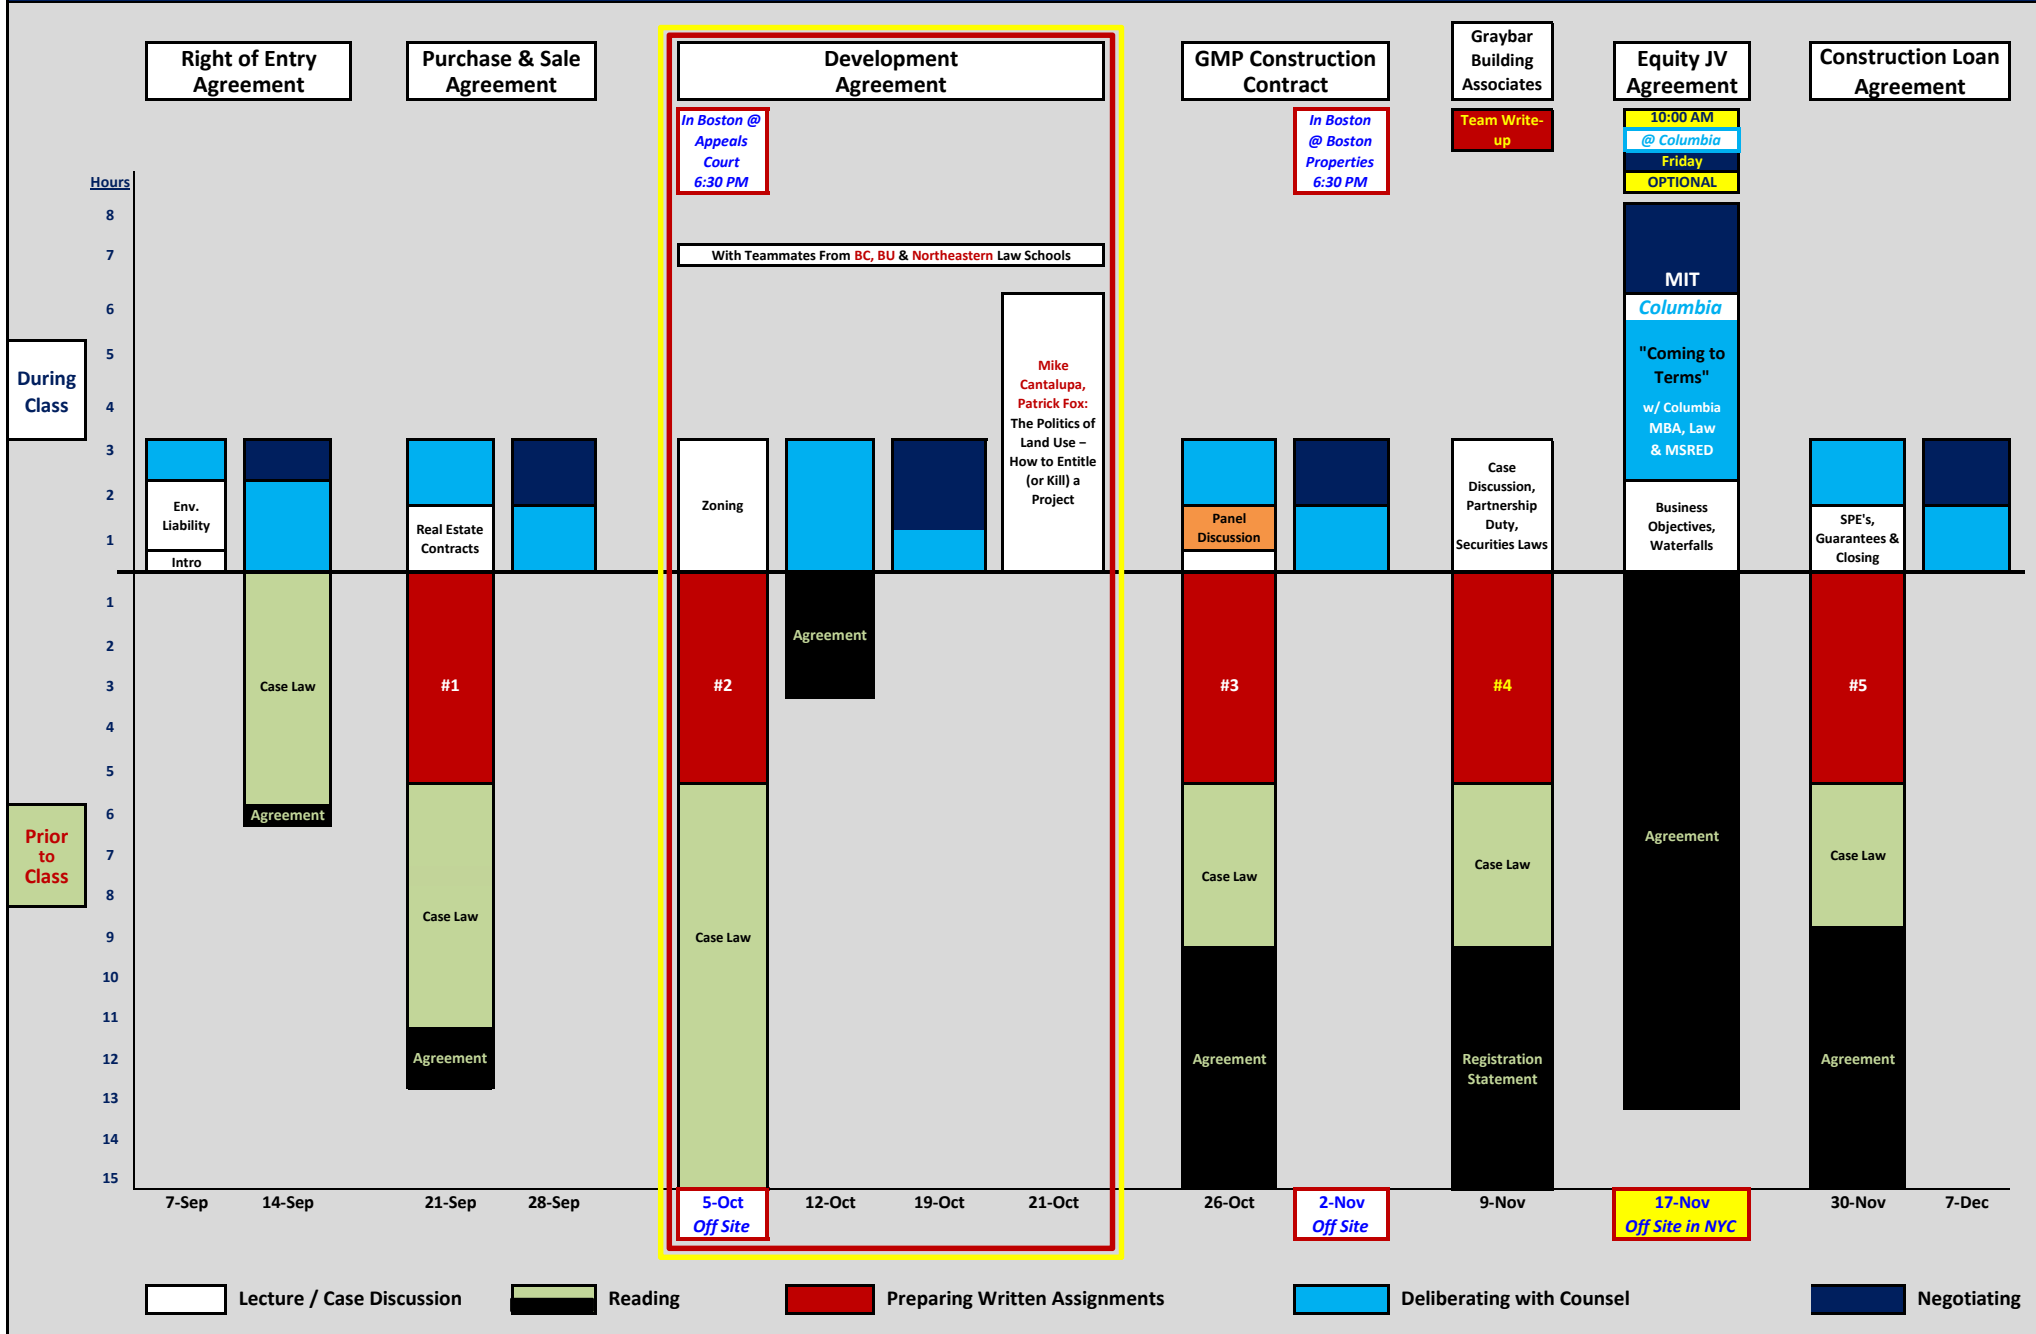 Right of Entry
Agreement
Purchase & Sale
Agreement
Development
Agreement
GMP Construction
Contract
Graybar
Building
Associates
Equity JV
Agreement
Construction Loan
Agreement
In Boston @
Appeals
Court
6:30 PM
In Boston
@ Boston
Properties
6:30 PM
Team Write-
up
10:00 AM
@ Columbia
Friday
OPTIONAL
Hours
8
7
6
5
4
3
2
1
During
Class
With Teammates From BC, BU & Northeastern Law Schools
Env.
Liability
Intro
Real Estate
Contracts
Zoning
Mike
Cantalupa,
Patrick Fox:
The Politics of
Land Use –
How to Entitle
(or Kill) a
Project
Panel
Discussion
Case
Discussion,
Partnership
Duty,
Securities Laws
MIT
Columbia
"Coming to
Terms"
w/ Columbia
MBA, Law
& MSRED
Business
Objectives,
Waterfalls
SPE's,
Guarantees &
Closing
1
2
3
4
5
6
7
8
9
10
11
12
13
14
15
Prior
to
Class
Case Law
Agreement
#1
Case Law
Agreement
#2
Case Law
Agreement
#3
Case Law
Agreement
#4
Case Law
Registration
Statement
Agreement
#5
Case Law
Agreement
7-Sep
14-Sep
21-Sep
28-Sep
5-Oct
Off Site
12-Oct
19-Oct
21-Oct
26-Oct
2-Nov
Off Site
9-Nov
17-Nov
Off Site in NYC
30-Nov
7-Dec
Lecture / Case Discussion
Reading
Preparing Written Assignments
Deliberating with Counsel
Negotiating